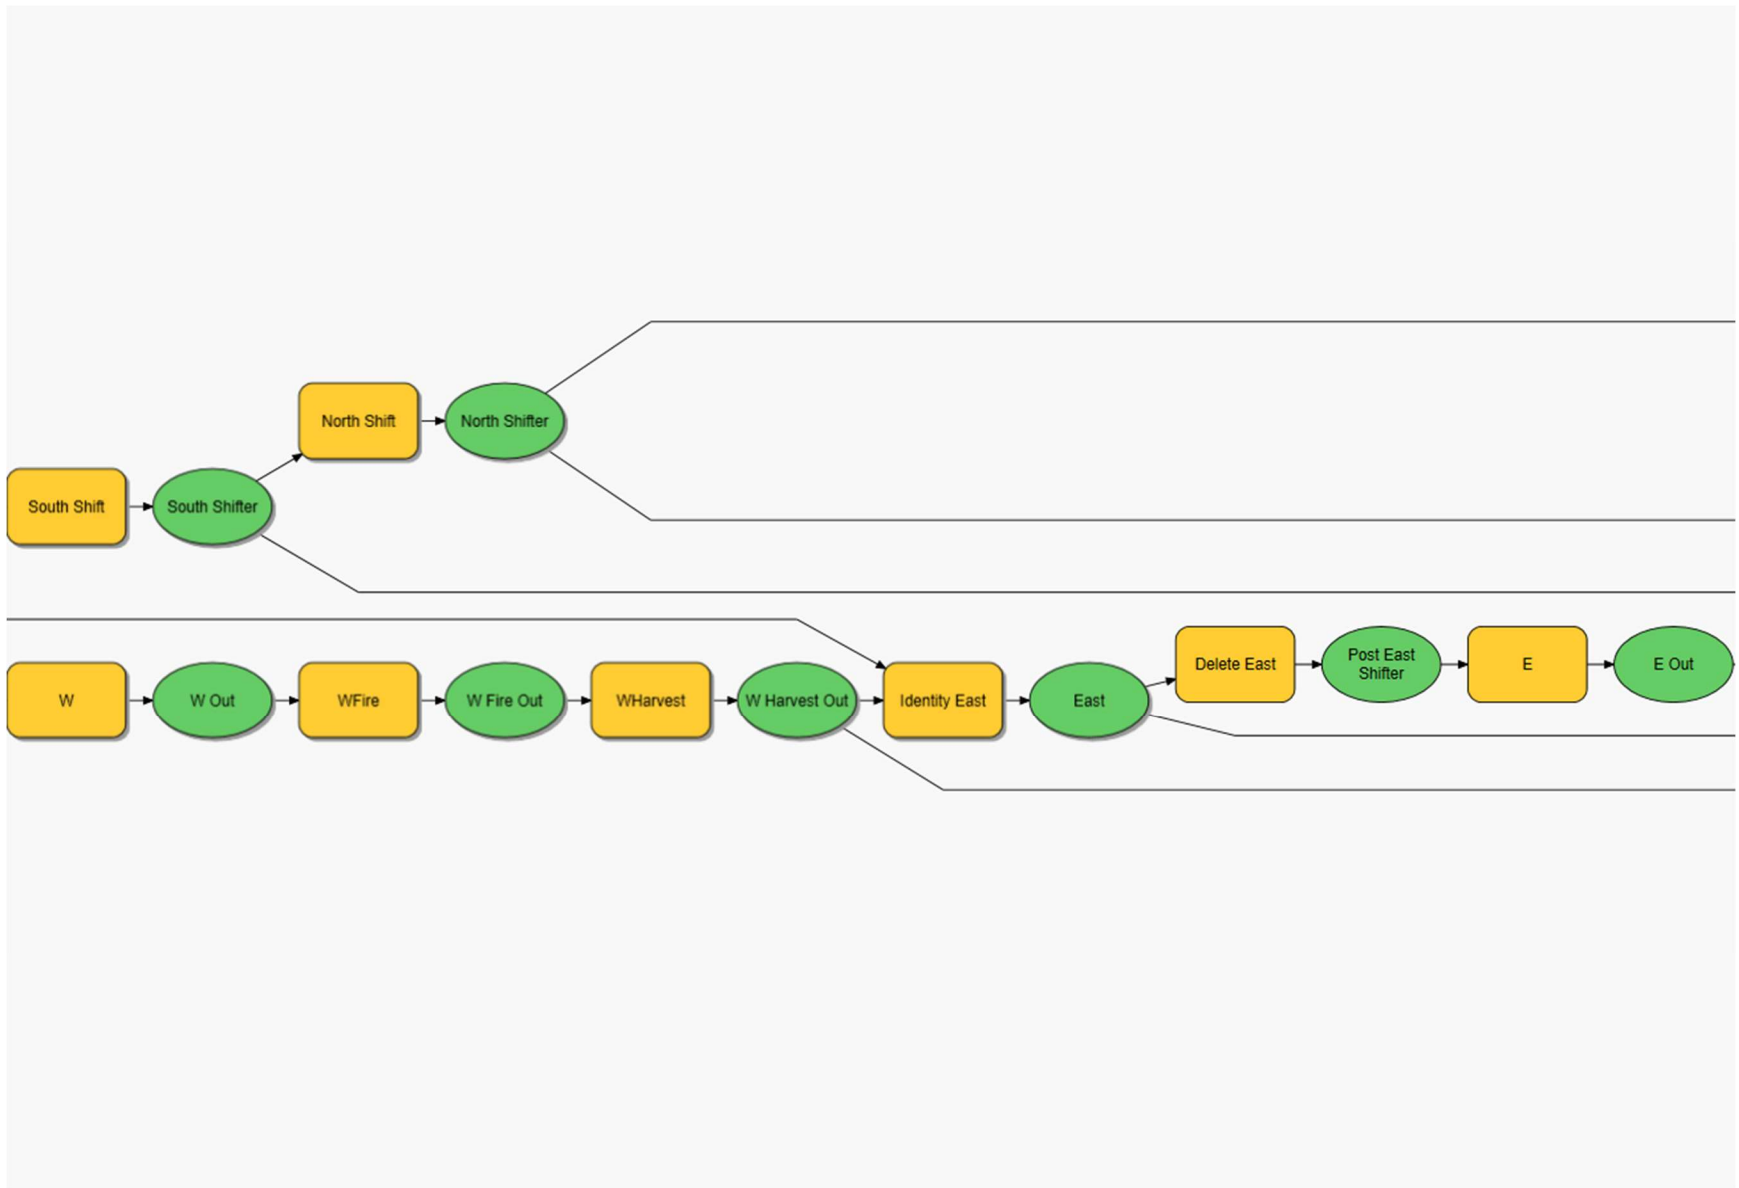 North Shift
North Shifter
South Shift
South Shifter
Delete East
Post East
Shifter
E
E Out
W
W Out
WFire
W Fire Out
WHarvest
W Harvest Out
Identity East
East